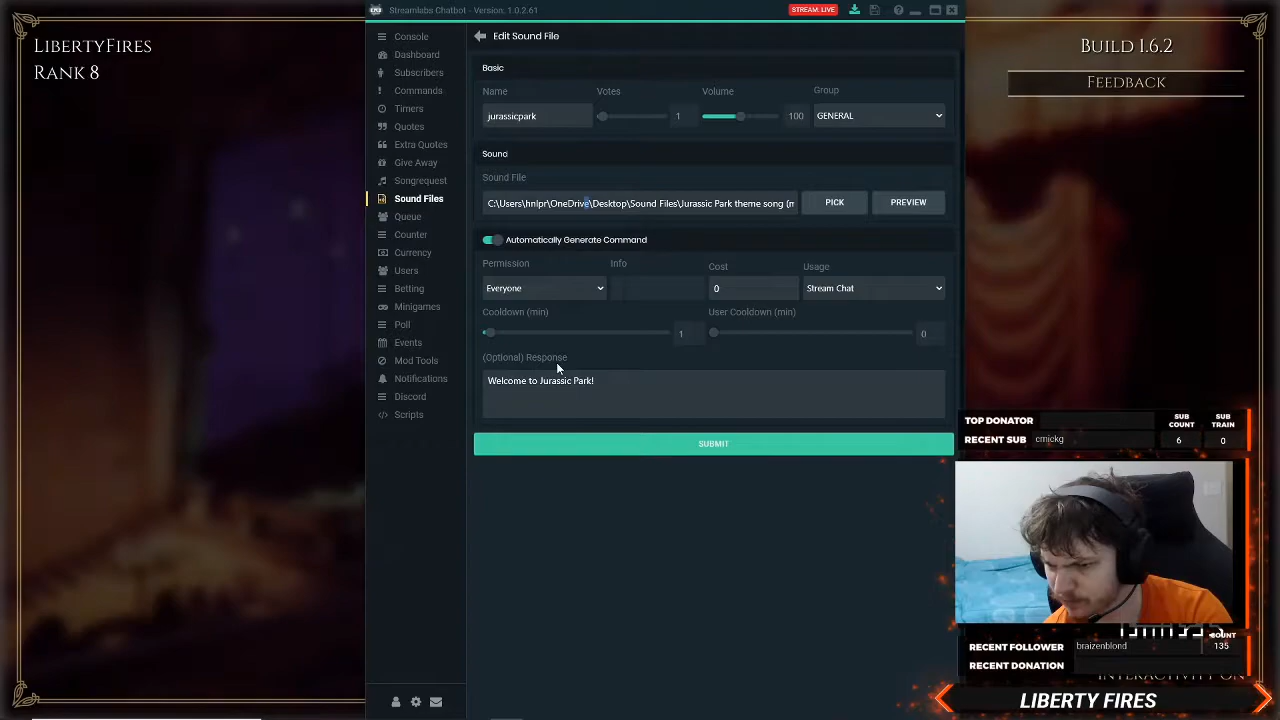 LibertyFires
Rank 8
Streamlabs Chatbot - Version: 1.0.2.61
STREAM: LIVE
Console
Dashboard
Subscribers
Commands
Timers
Quotes
Extra Quotes
Give Away
Songrequest
Sound Files
Queue
Counter
Currency
Users
Betting
Minigames
Poll
Events
Mod Tools
Notifications
Discord
Scripts
Edit Sound File
Basic
Name Votes Volume Group
jurassicpark 1 100 GENERAL
Sound
Sound File
C:\Users\hnlpr\OneDrive\Desktop\Sound Files\Jurassic Park theme song (m
PICK PREVIEW
Automatically Generate Command
Permission Info Cost Usage
Everyone 0 Stream Chat
Cooldown (min) User Cooldown (min)
1 0
(Optional) Response
Welcome to Jurassic Park!
SUBMIT
Build 1.6.2
Feedback
TOP DONATOR
RECENT SUB cmickg
SUB COUNT
6
SUB TRAIN
0
COUNT
RECENT FOLLOWER braizenblond 135
RECENT DONATION
LIBERTY FIRES